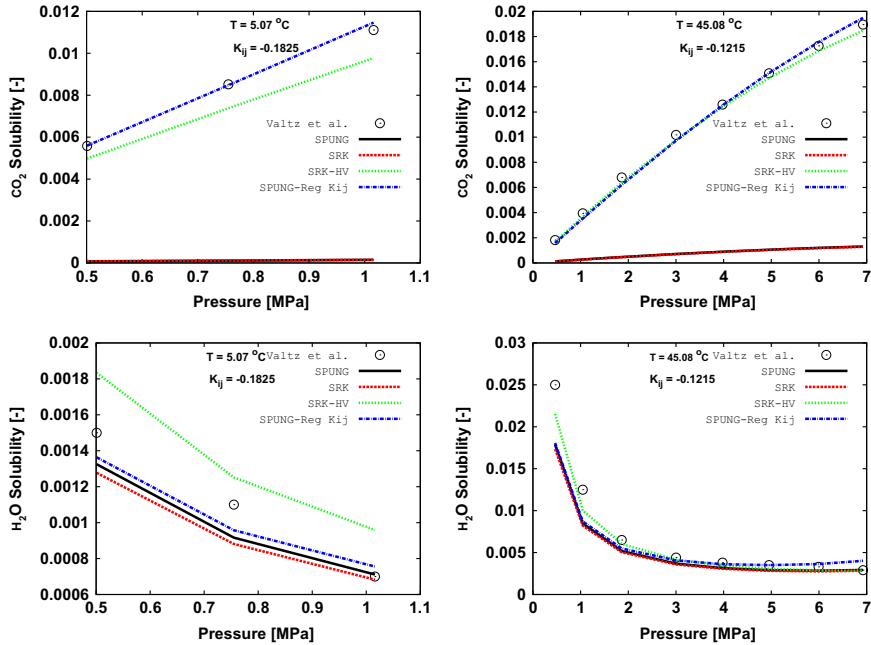 CO2 Solubility [-]
0.012
0.01
0.008
0.006
0.004
0.002
0
T = 5.07 °C
Kij = -0.1825
Valtz et al.
SPUNG
SRK
SRK-HV
SPUNG-Reg Kij
0.5 0.6 0.7 0.8 0.9 1 1.1
Pressure [MPa]
CO2 Solubility [-]
0.02
0.018
0.016
0.014
0.012
0.01
0.008
0.006
0.004
0.002
0
T = 45.08 °C
Kij = -0.1215
Valtz et al.
SPUNG
SRK
SRK-HV
SPUNG-Reg Kij
0 1 2 3 4 5 6 7
Pressure [MPa]
H2O Solubility [-]
0.002
0.0018
0.0016
0.0014
0.0012
0.001
0.0008
0.0006
T = 5.07 °C
Kij = -0.1825
Valtz et al.
SPUNG
SRK
SRK-HV
SPUNG-Reg Kij
0.5 0.6 0.7 0.8 0.9 1 1.1
Pressure [MPa]
H2O Solubility [-]
0.03
0.025
0.02
0.015
0.01
0.005
0
T = 45.08 °C
Kij = -0.1215
Valtz et al.
SPUNG
SRK
SRK-HV
SPUNG-Reg Kij
0 1 2 3 4 5 6 7
Pressure [MPa]